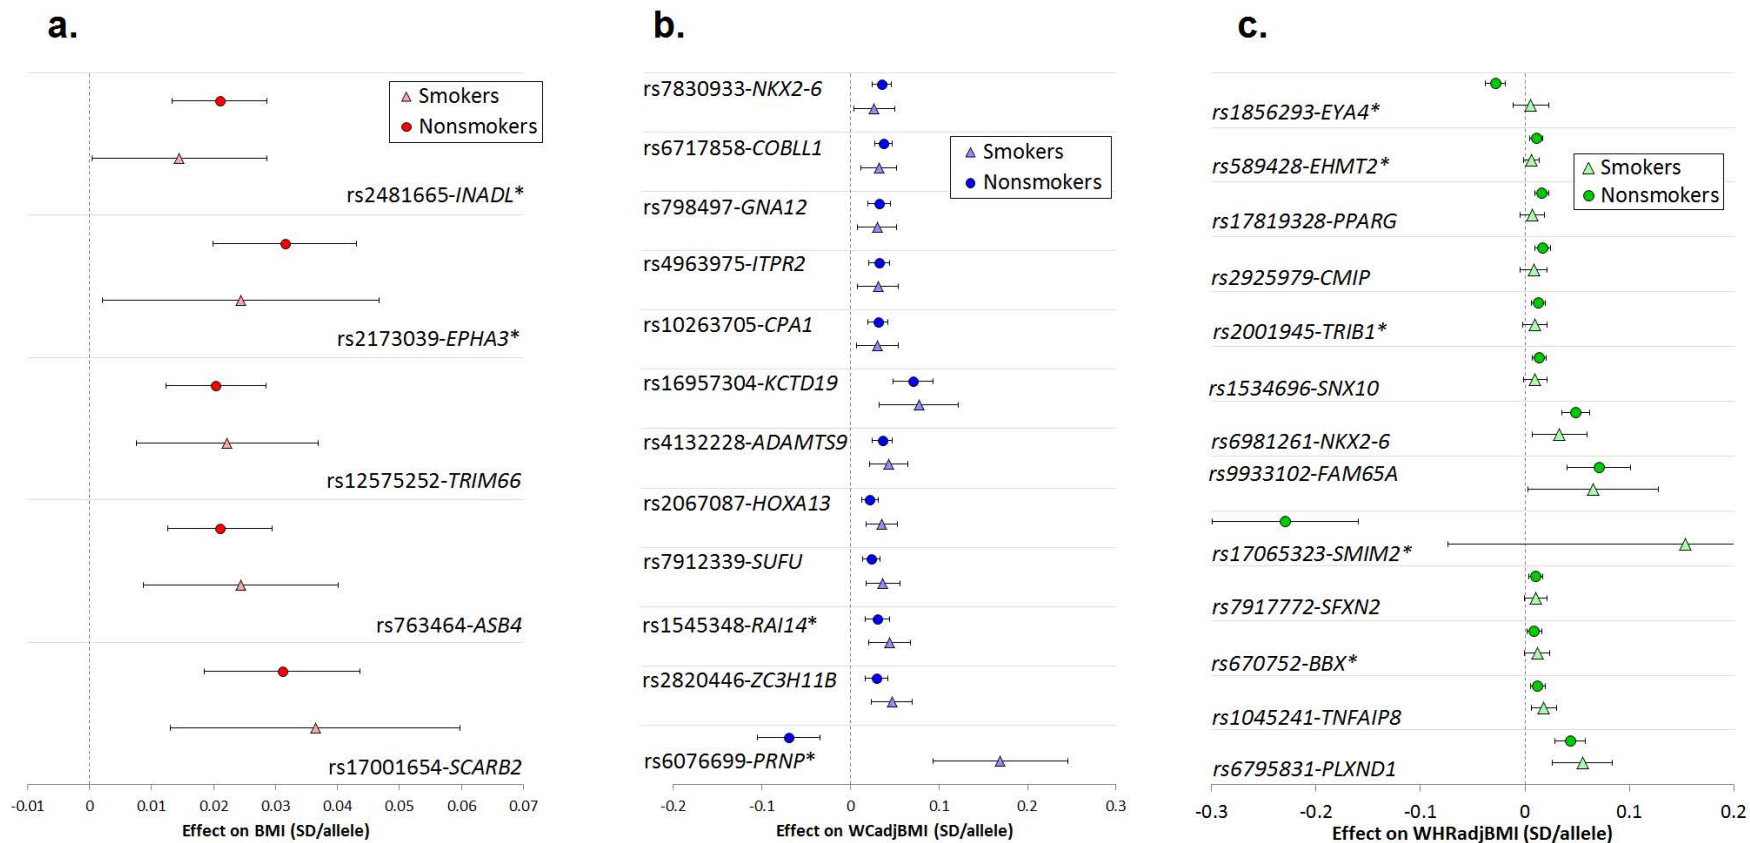 a.
Smokers
Nonsmokers
rs2481665-INADL*
rs2173039-EPHA3*
rs12575252-TRIM66
rs763464-ASB4
rs17001654-SCARB2
-0.01 0 0.01 0.02 0.03 0.04 0.05 0.06 0.07
Effect on BMI (SD/allele)
b.
rs7830933-NKX2-6
rs6717858-COBLL1
Smokers
Nonsmokers
rs798497-GNA12
rs4963975-ITPR2
rs10263705-CPA1
rs16957304-KCTD19
rs4132228-ADAMTS9
rs2067087-HOXA13
rs7912339-SUFU
rs1545348-RAI14*
rs2820446-ZC3H11B
rs6076699-PRNP*
-0.2 -0.1 0 0.1 0.2 0.3
Effect on WCadjBMI (SD/allele)
c.
rs1856293-EYA4*
rs589428-EHMT2*
Smokers
Nonsmokers
rs17819328-PPARG
rs2925979-CMIP
rs2001945-TRIB1*
rs1534696-SNX10
rs6981261-NKX2-6
rs9933102-FAM65A
rs17065323-SMIM2*
rs7917772-SFXN2
rs670752-BBX*
rs1045241-TNFAIP8
rs6795831-PLXND1
-0.3 -0.2 -0.1 0 0.1 0.2
Effect on WHRadjBMI (SD/allele)